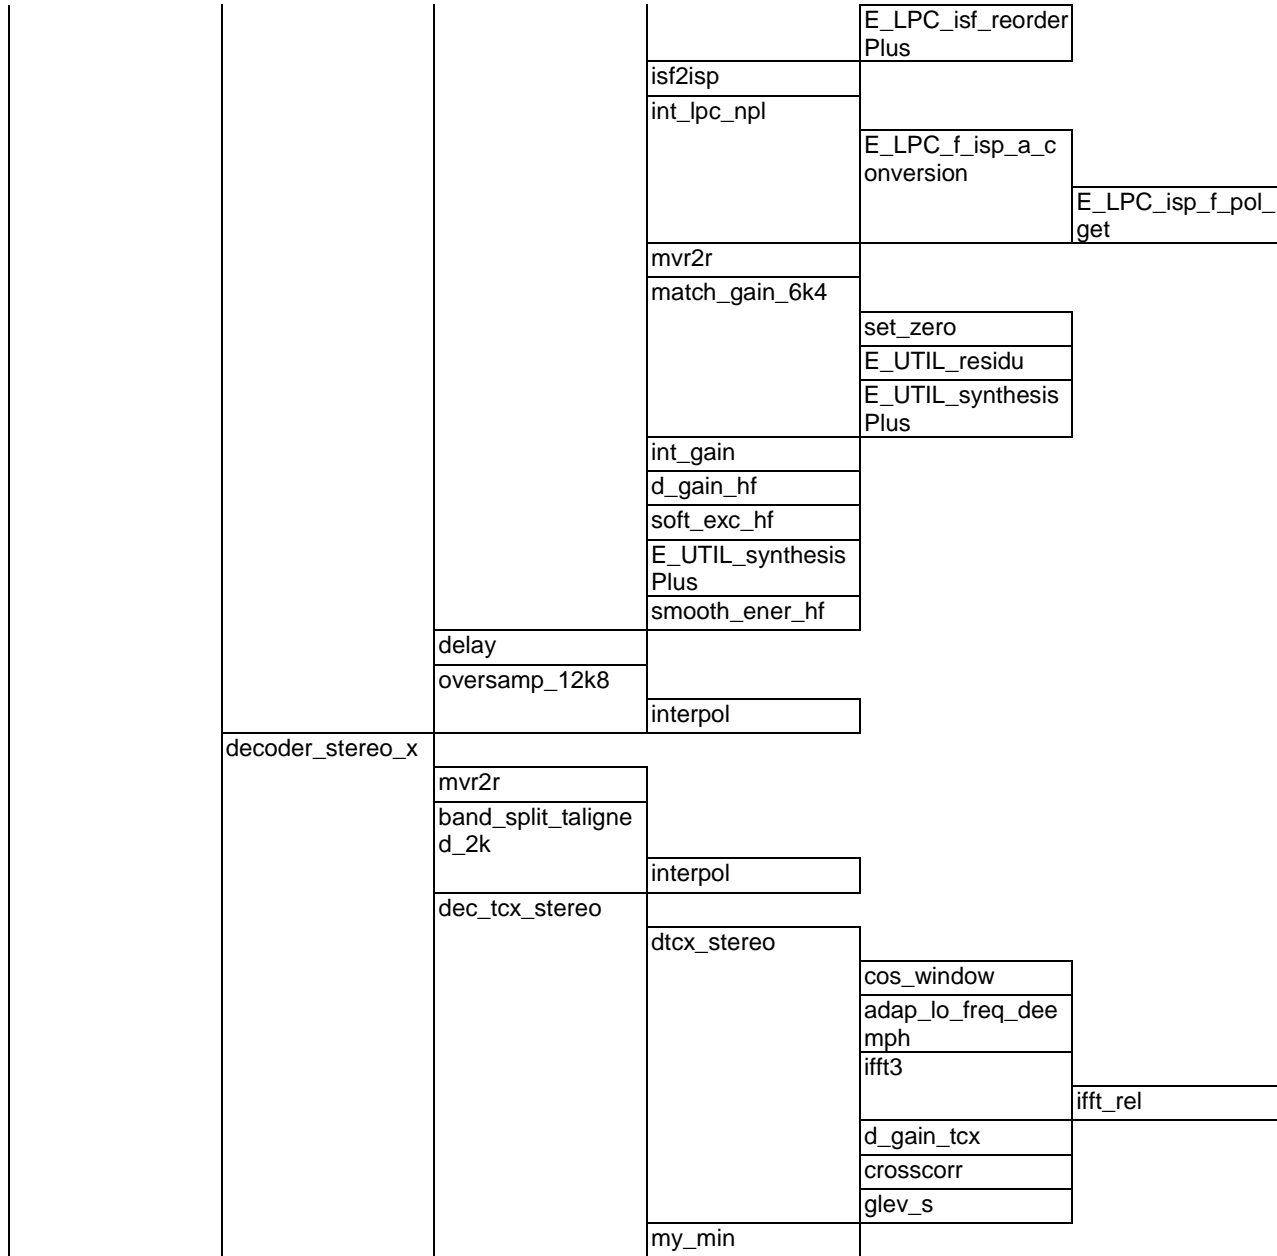 E_LPC_isf_reorder
Plus
isf2isp
int_lpc_npl
E_LPC_f_isp_a_c
onversion
E_LPC_isp_f_pol_
get
mvr2r
match_gain_6k4
set_zero
E_UTIL_residu
E_UTIL_synthesis
Plus
int_gain
d_gain_hf
soft_exc_hf
E_UTIL_synthesis
Plus
smooth_ener_hf
delay
oversamp_12k8
interpol
decoder_stereo_x
mvr2r
band_split_taligne
d_2k
interpol
dec_tcx_stereo
dtcx_stereo
cos_window
adap_lo_freq_dee
mph
ifft3
ifft_rel
d_gain_tcx
crosscorr
glev_s
my_min